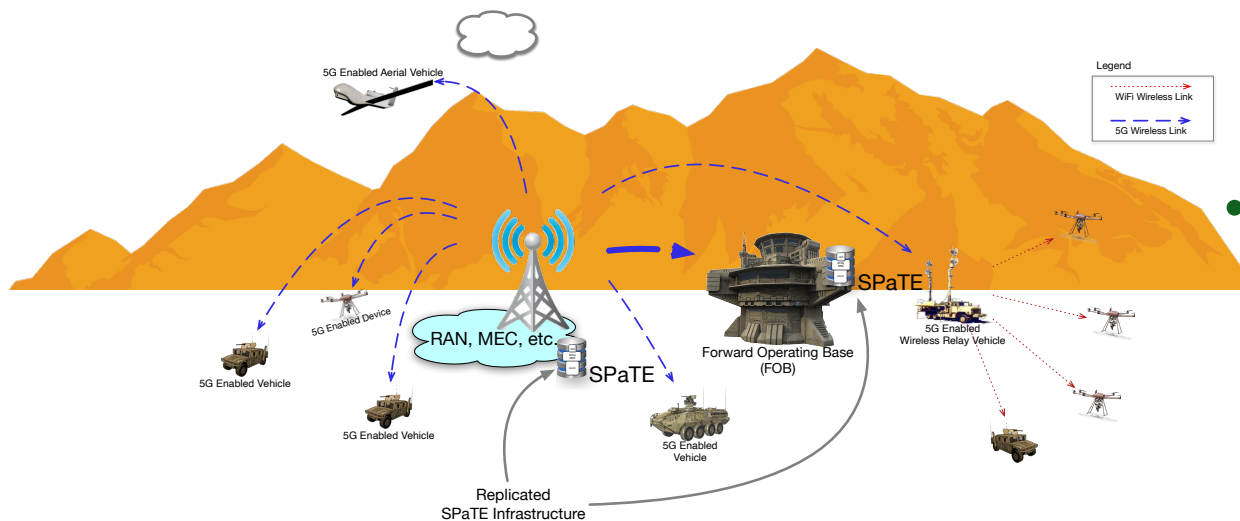 5G Enabled Aerial Vehicle
Legend
WiFi Wireless Link
5G Wireless Link
SPaTE
5G Enabled Device
5G Enabled
Wireless Relay Vehicle
RAN, MEC, etc.
Forward Operating Base
(FOB)
5G Enabled Vehicle
SPaTE
5G Enabled Vehicle
5G Enabled
Vehicle
Replicated
SPaTE Infrastructure